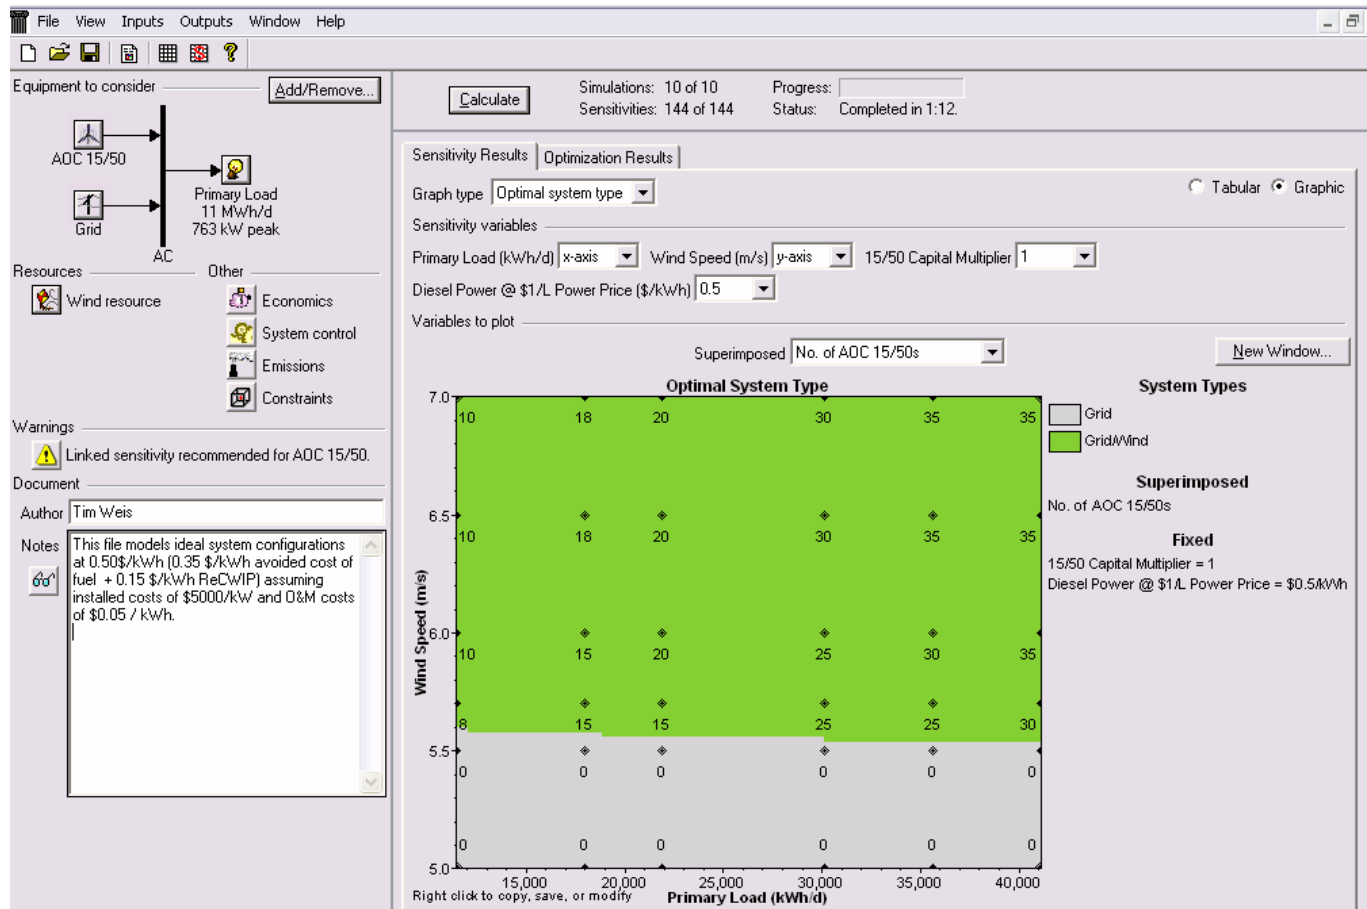 File View Inputs Outputs Window Help
Equipment to consider
Add/Remove...
AOC 15/50
Grid
AC
Primary Load
11 MWh/d
763 kW peak
Resources
Other
Wind resource
Economics
System control
Emissions
Constraints
Warnings
Linked sensitivity recommended for AOC 15/50.
Document
Author Tim Weis
Notes
This file models ideal system configurations
at 0.50$/kWh (0.35 $/kWh avoided cost of
fuel + 0.15 $/kWh ReCWIP) assuming
installed costs of $5000/kW and O&M costs
of $0.05 / kWh.
Calculate
Simulations: 10 of 10 Progress:
Sensitivities: 144 of 144 Status: Completed in 1:12.
Sensitivity Results Optimization Results
Graph type Optimal system type Tabular Graphic
Sensitivity variables
Primary Load (kWh/d) x-axis Wind Speed (m/s) y-axis 15/50 Capital Multiplier 1
Diesel Power @ $1/L Power Price ($/kWh) 0.5
Variables to plot
Superimposed No. of AOC 15/50s New Window...
Optimal System Type
7.0
10 18 20 30 35 35
6.5
10 18 20 30 35 35
6.0
10 15 20 25 30 35
8 15 15 25 25 30
5.5
0 0 0 0 0 0
0 0 0 0 0 0
5.0
Wind Speed (m/s)
15,000 20,000 25,000 30,000 35,000 40,000
Right click to copy, save, or modify Primary Load (kWh/d)
System Types
Grid
Grid/Wind
Superimposed
No. of AOC 15/50s
Fixed
15/50 Capital Multiplier = 1
Diesel Power @ $1/L Power Price = $0.5/kWh